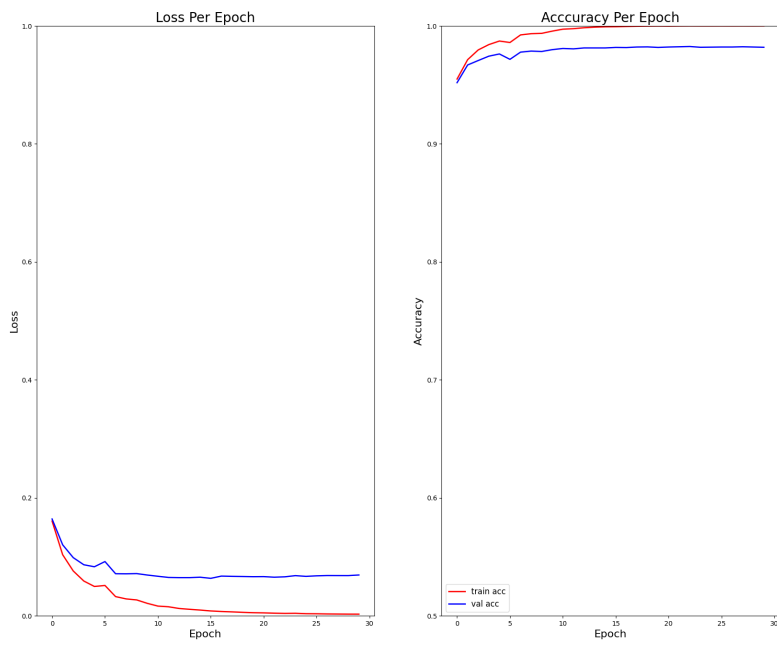 Loss Per Epoch
1.0
0.8
0.6
0.4
0.2
0.0
Loss
0 5 10 15 20 25 30
Epoch
Acccuracy Per Epoch
1.0
0.9
0.8
0.7
0.6
0.5
Accuracy
train acc
val acc
0 5 10 15 20 25 30
Epoch